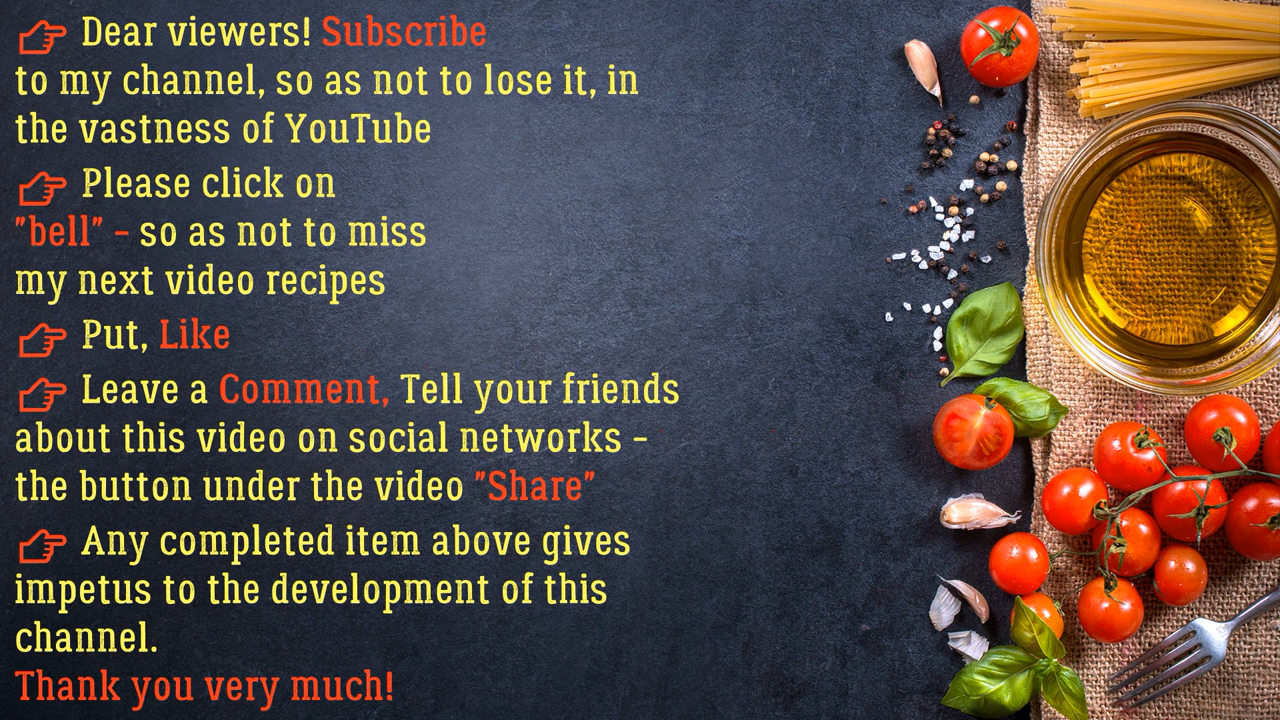 Dear viewers! Subscribe
to my channel, so as not to lose it, in
the vastness of YouTube
Please click on
"bell" - so as not to miss
my next video recipes
Put, Like
Leave a Comment, Tell your friends
about this video on social networks -
the button under the video "Share"
Any completed item above gives
impetus to the development of this
channel.
Thank you very much!